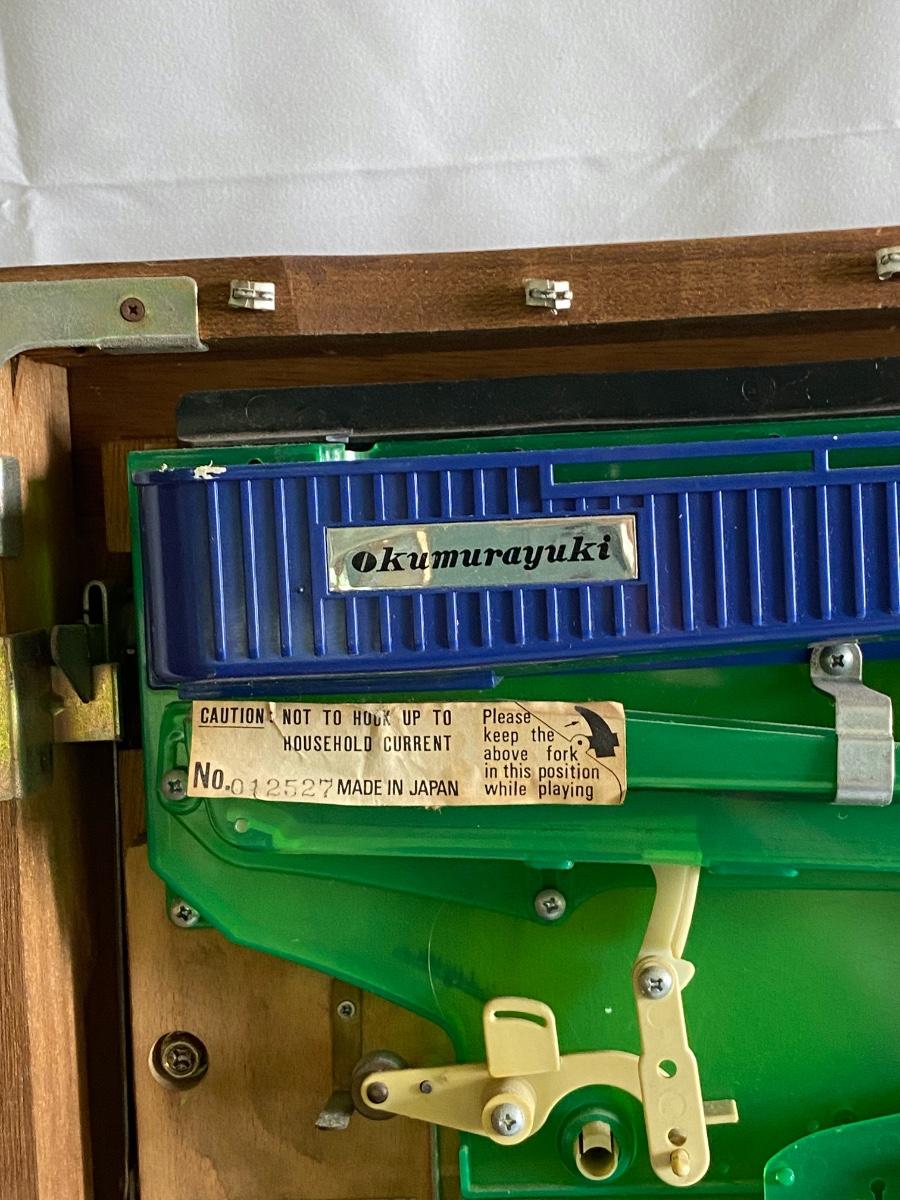 okumurayuki
CAUTION: NOT TO HOOK UP TO
HOUSEHOLD CURRENT
No.012527 MADE IN JAPAN
Please
keep the
above fork
in this position
while playing